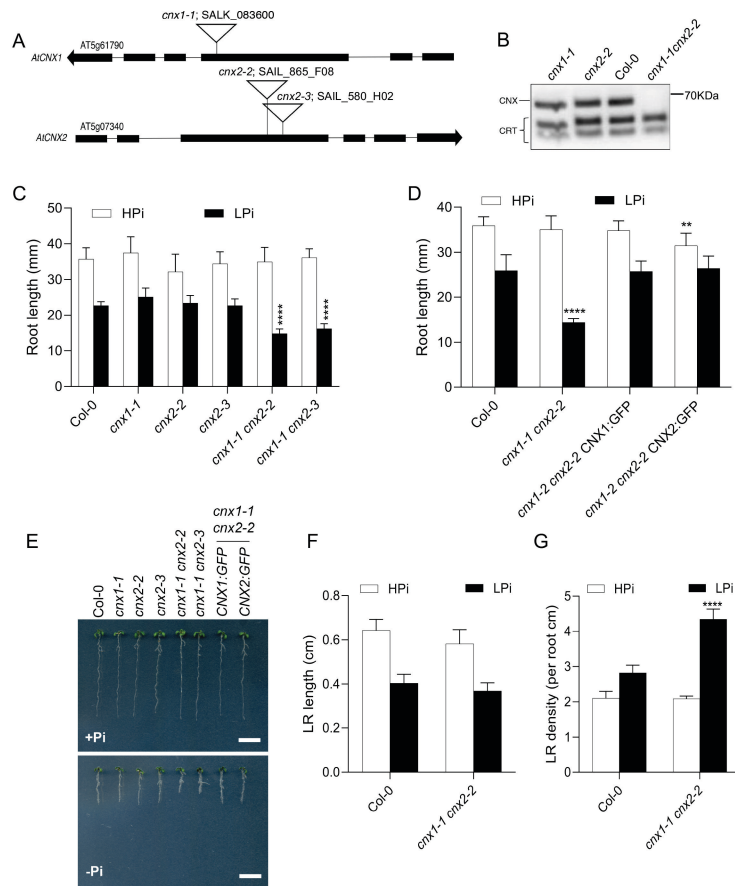 A
cnx1-1; SALK_083600
AT5g61790
AtCNX1
cnx2-2; SAIL_865_F08
cnx2-3; SAIL_580_H02
AT5g07340
AtCNX2
B
cnx1-1
cnx2-2
Col-0
cnx1-1cnx2-2
70KDa
CNX
CRT
C
HPi
LPi
Root length (mm)
50
40
30
20
10
0
****
****
Col-0
cnx1-1
cnx2-2
cnx2-3
cnx1-1 cnx2-2
cnx1-1 cnx2-3
D
HPi
LPi
Root length (mm)
40
30
20
10
0
****
**
Col-0
cnx1-1 cnx2-2
cnx1-2 cnx2-2 CNX1:GFP
cnx1-2 cnx2-2 CNX2:GFP
E
cnx1-1
cnx2-2
Col-0
cnx1-1
cnx2-2
cnx2-3
cnx1-1 cnx2-2
cnx1-1 cnx2-3
CNX1:GFP
CNX2:GFP
+Pi
-Pi
F
HPi
LPi
LR length (cm)
0.8
0.6
0.4
0.2
0.0
Col-0
cnx1-1 cnx2-2
G
HPi
LPi
LR density (per root cm)
5
4
3
2
1
0
****
Col-0
cnx1-1 cnx2-2